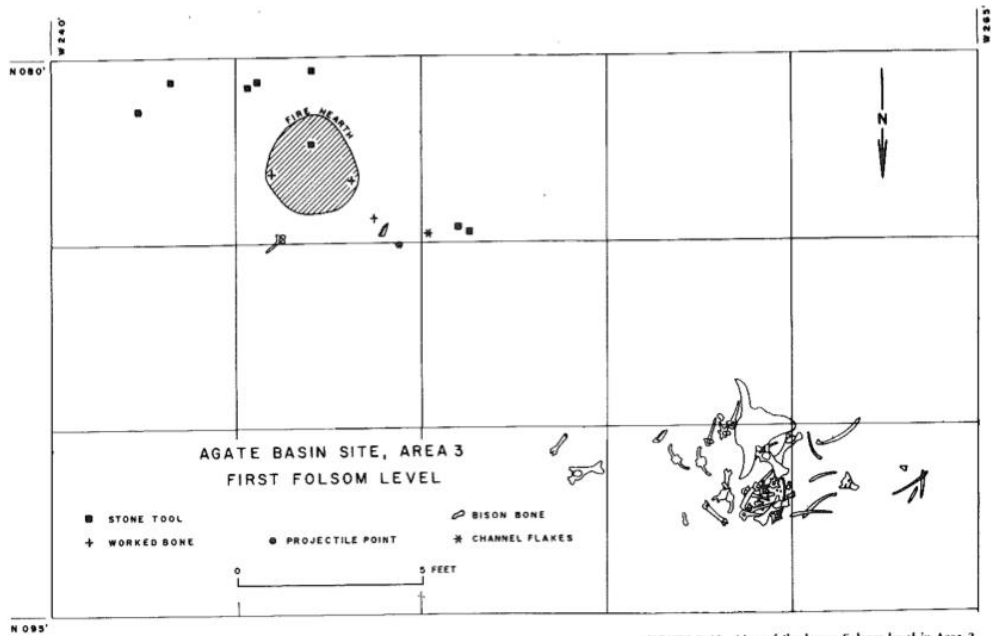 W 240'
W 265'
N 080'
FIRE HEARTH
N
AGATE BASIN SITE, AREA 3
FIRST FOLSOM LEVEL
STONE TOOL
BISON BONE
WORKED BONE
PROJECTILE POINT
CHANNEL FLAKES
0 5 FEET
N 095'